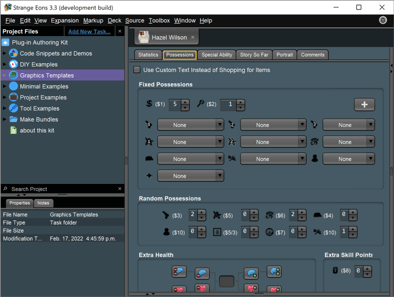 Strange Eons 3.3 (development build)
File Edit View Expansion Markup Deck Source Toolbox Window Help
Project Files Add New Task...
Plug-in Authoring Kit
Code Snippets and Demos
DIY Examples
Graphics Templates
Minimal Examples
Project Examples
Tool Examples
Make Bundles
about this kit
Search Project
Properties Notes
File Name Graphics Templates
File Type Task folder
File Size
Modification T... Feb. 17, 2022 4:45:59 p.m.
Hazel Wilson
Statistics Possessions Special Ability Story So Far Portrait Comments
Use Custom Text Instead of Shopping for Items
Fixed Possessions
($1) 5 ($2) 1
None None None
None None None
None None None
None
Random Possessions
($3) 2 ($5) 0 ($6) 2 ($4) 0
($10) 0 ($5/3) 0 ($7) 0 ($10) 1
Extra Health Extra Skill Points
($8) 0